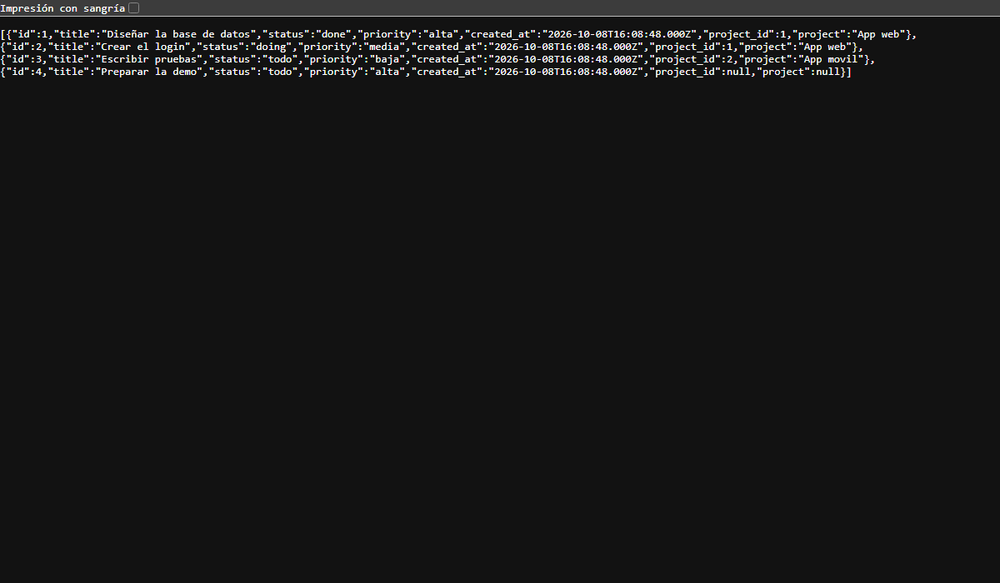 Impresión con sangría
[{"id":1,"title":"Diseñar la base de datos","status":"done","priority":"alta","created_at":"2026-10-08T16:08:48.000Z","project_id":1,"project":"App web"},
{"id":2,"title":"Crear el login","status":"doing","priority":"media","created_at":"2026-10-08T16:08:48.000Z","project_id":1,"project":"App web"},
{"id":3,"title":"Escribir pruebas","status":"todo","priority":"baja","created_at":"2026-10-08T16:08:48.000Z","project_id":2,"project":"App movil"},
{"id":4,"title":"Preparar la demo","status":"todo","priority":"alta","created_at":"2026-10-08T16:08:48.000Z","project_id":null,"project":null}]